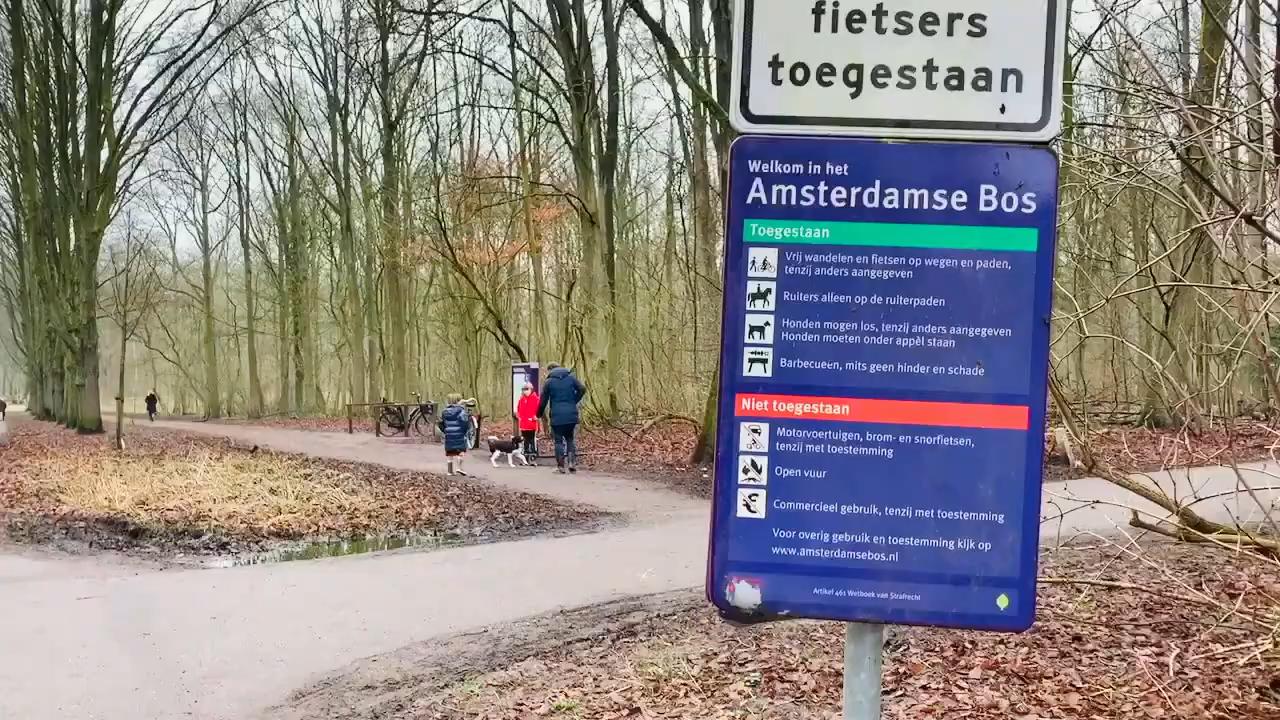 fietsers
toegestaan
Welkom in het
Amsterdamse Bos
Toegestaan
Vrij wandelen en fietsen op wegen en paden,
tenzij anders aangegeven
Ruiters alleen op de ruiterpaden
Honden mogen los, tenzij anders aangegeven
Honden moeten onder appèl staan
Barbecueën, mits geen hinder en schade
Niet toegestaan
Motorvoertuigen, brom- en snorfietsen,
tenzij met toestemming
Open vuur
Commercieel gebruik, tenzij met toestemming
Voor overig gebruik en toestemming kijk op
www.amsterdamsebos.nl
Artikel 461 Wetboek van Strafrecht